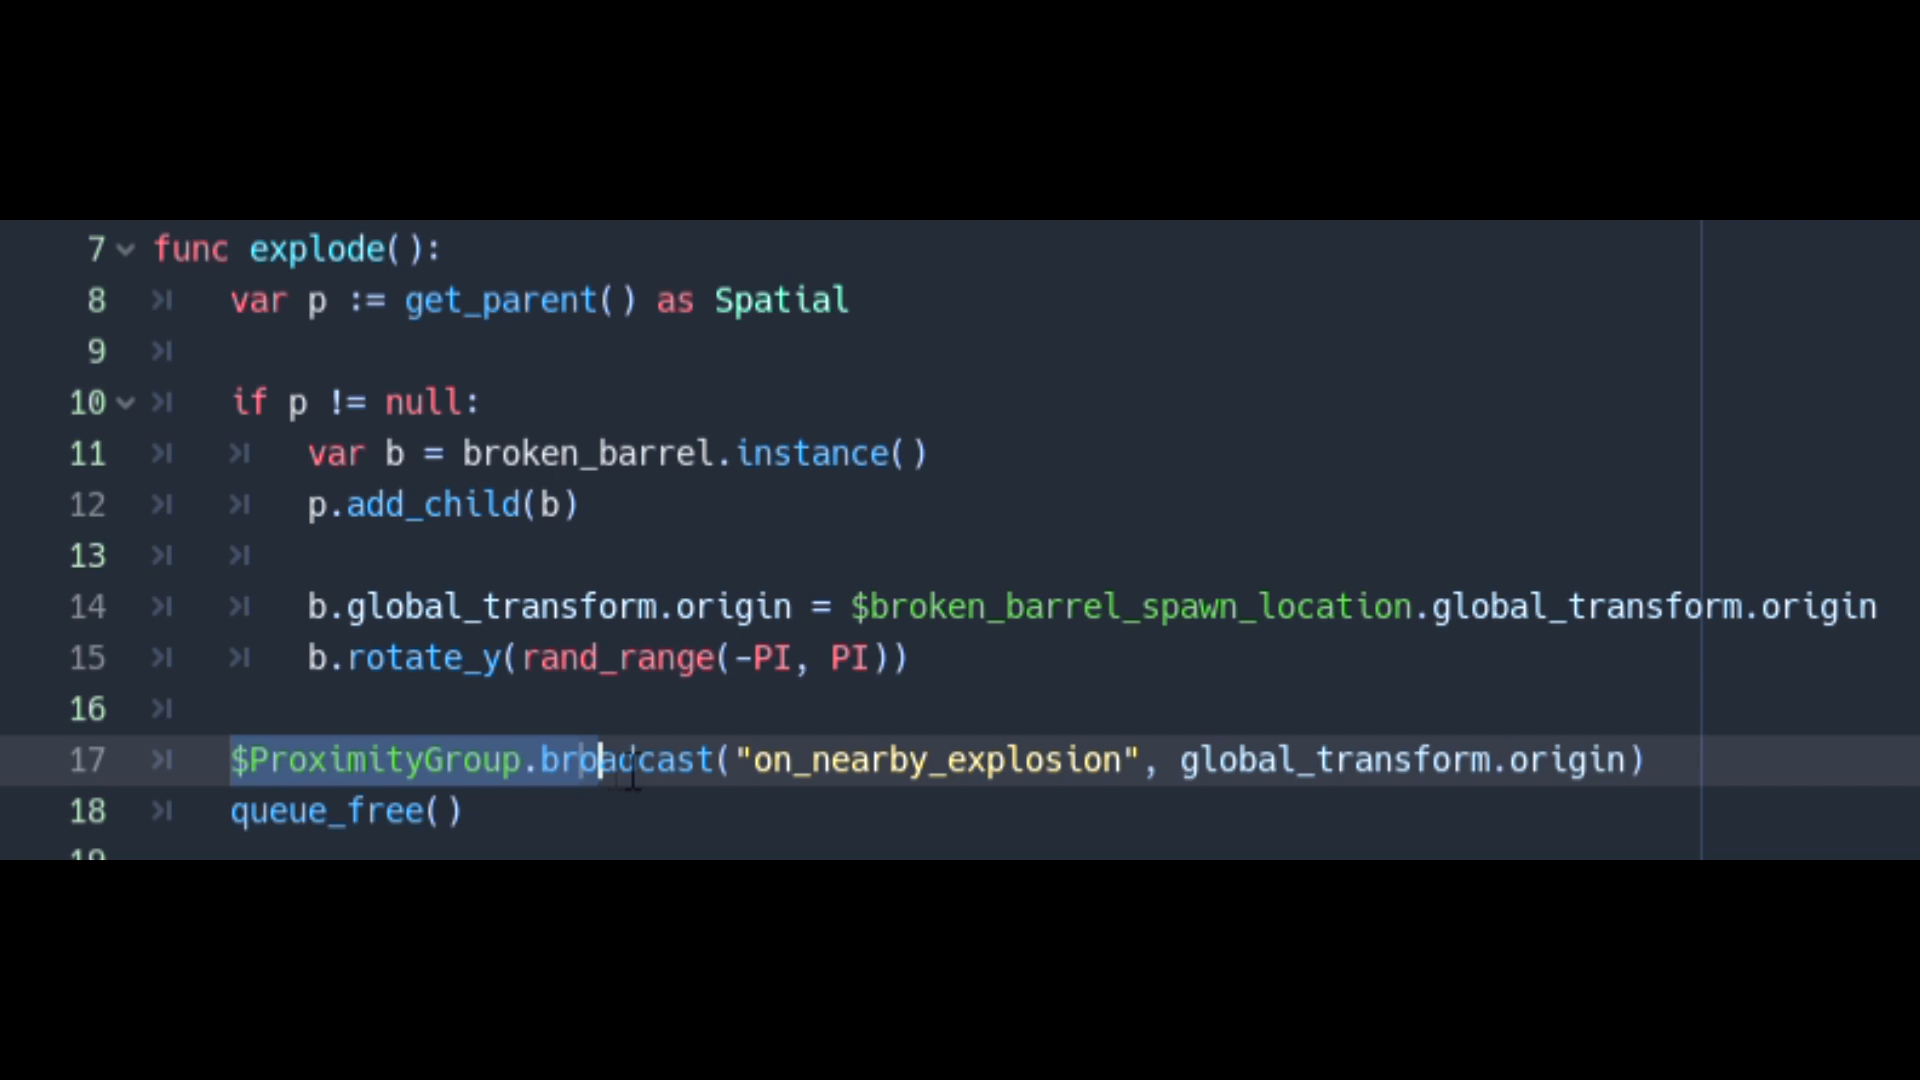 7 func explode():
8 var p := get_parent() as Spatial
9
10 if p != null:
11 var b = broken_barrel.instance()
12 p.add_child(b)
13
14 b.global_transform.origin = $broken_barrel_spawn_location.global_transform.origin
15 b.rotate_y(rand_range(-PI, PI))
16
17 $ProximityGroup.broadcast("on_nearby_explosion", global_transform.origin)
18 queue_free()
19